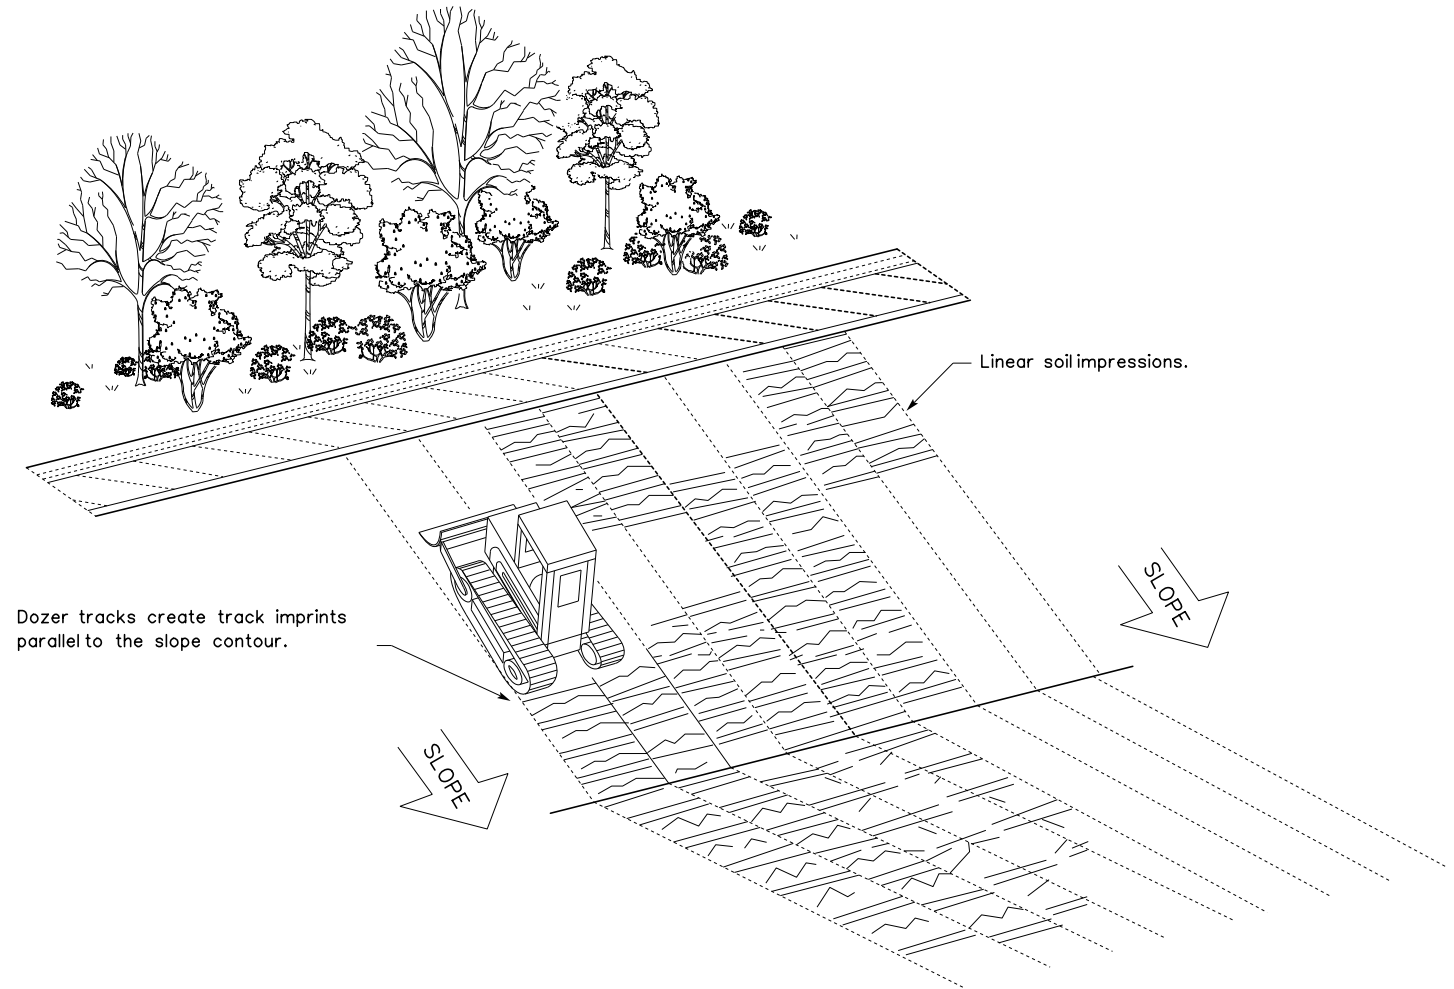 Linear soil impressions.
SLOPE
Dozer tracks create track imprints
parallel to the slope contour.
SLOPE